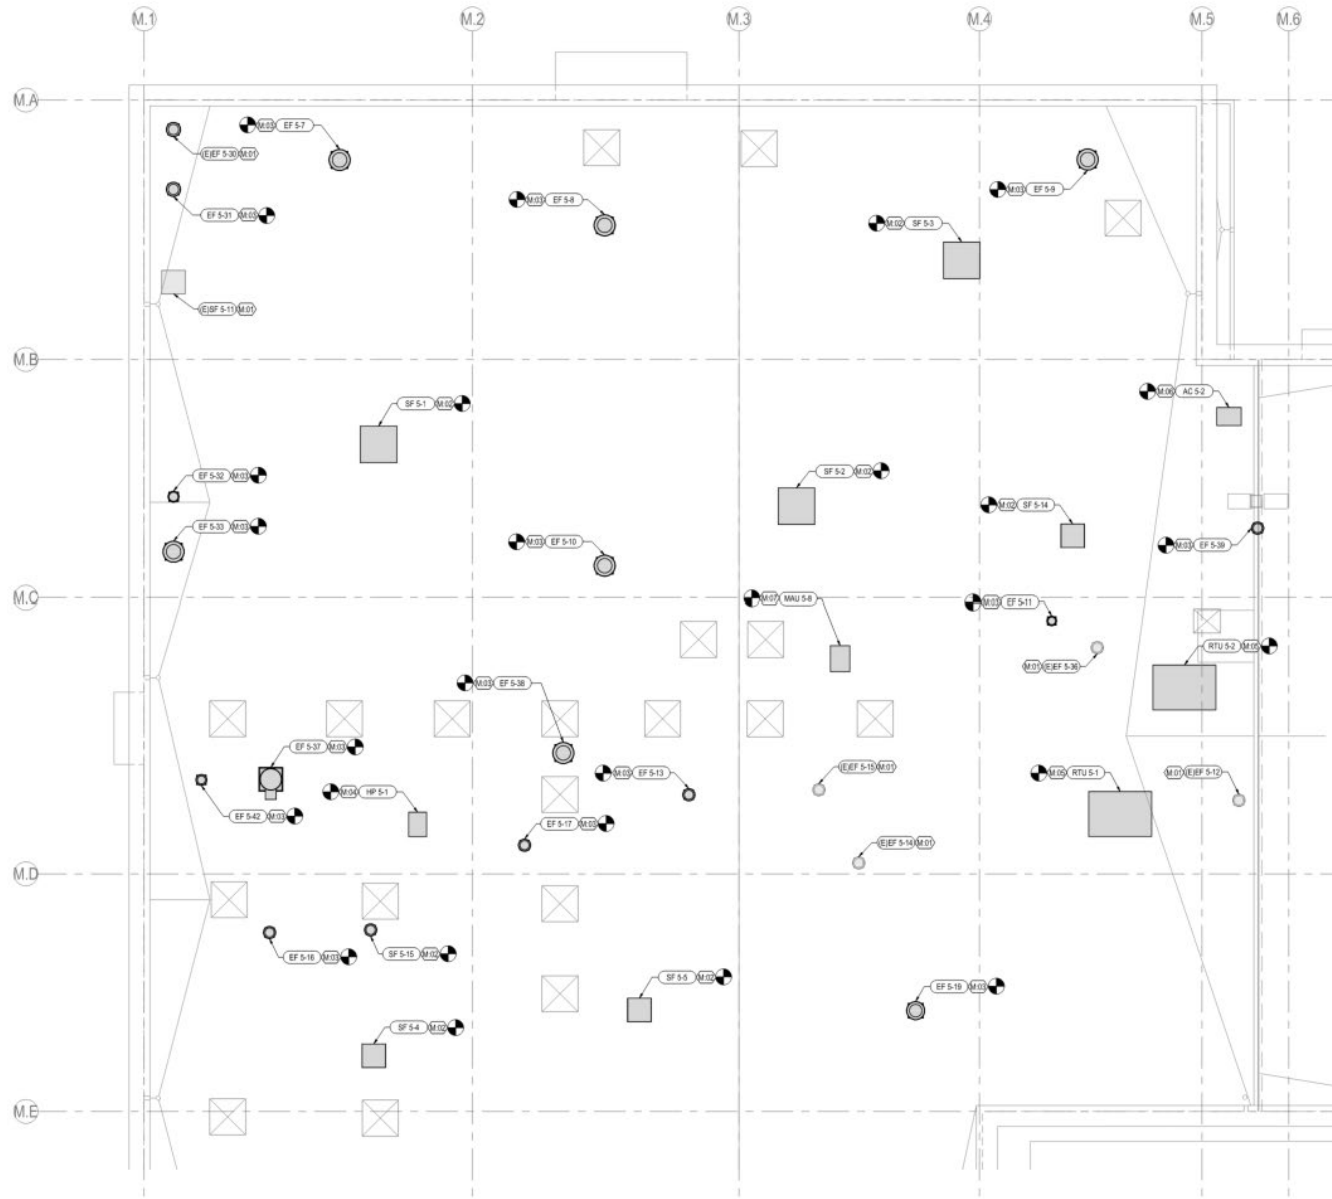 M.1 M.2 M.3 M.4 M.5 M.6
M.A
M:03 EF 5-7
(E)EF 5-30 M:01
EF 5-31 M:03
M:03 EF 5-8
M:03 EF 5-9
M:02 SF 5-3
(E)SF 5-11 M:01
M.B
SF 5-1 M:02
M:06 AC 5-2
EF 5-32 M:03
SF 5-2 M:02
M:02 SF 5-14
EF 5-33 M:03
M:03 EF 5-10
M:03 EF 5-39
M.C
M:07 MAU 5-8
M:03 EF 5-11
RTU 5-2 M:05
M:01 (E)EF 5-36
M:03 EF 5-38
EF 5-37 M:03
M:03 EF 5-13
(E)EF 5-15 M:01
M:05 RTU 5-1
M:01 (E)EF 5-12
M:04 HP 5-1
EF 5-42 M:03
EF 5-17 M:03
(E)EF 5-14 M:01
M.D
EF 5-16 M:03
SF 5-15 M:02
SF 5-5 M:02
EF 5-19 M:03
SF 5-4 M:02
M.E